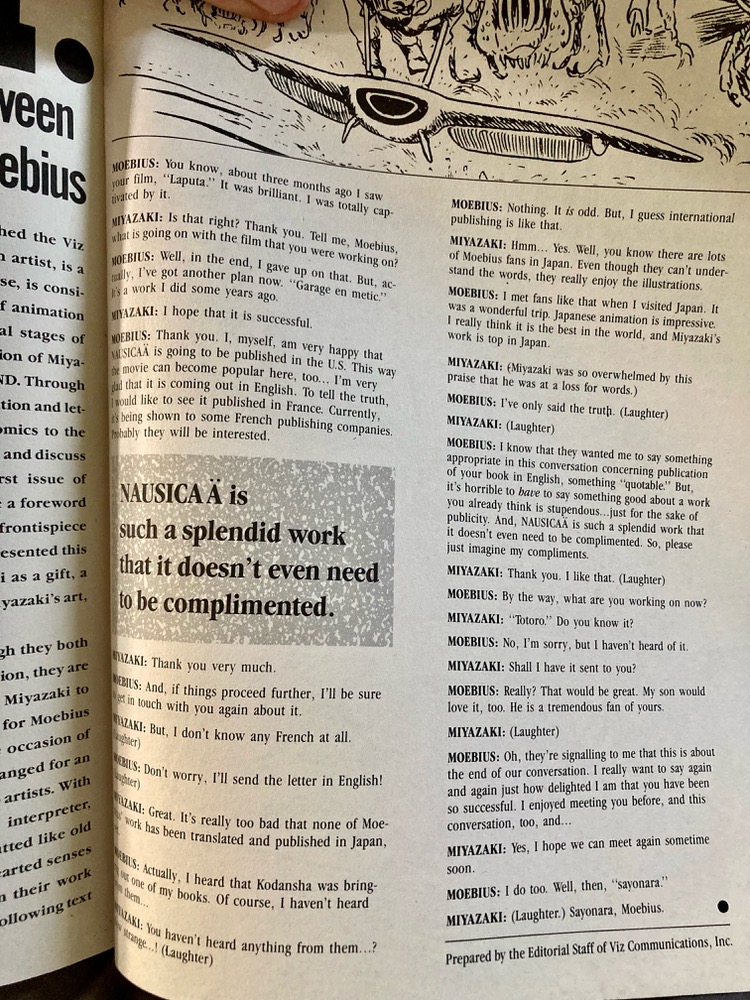 ween
ebius
hed the Viz
n artist, is a
se, is consi-
f animation
al stages of
ion of Miya-
ND. Through
tion and let-
omics to the
and discuss
rst issue of
a foreword
frontispiece
esented this
i as a gift, a
yazaki's art,
gh they both
ion, they are
Miyazaki to
for Moebius
occasion of
anged for an
artists. With
interpreter,
tted like old
earted senses
n their work
ollowing text
MOEBIUS: You know, about three months ago I saw
your film, "Laputa." It was brilliant. I was totally cap-
tivated by it.
MIYAZAKI: Is that right? Thank you. Tell me, Moebius,
what is going on with the film that you were working on?
MOEBIUS: Well, in the end, I gave up on that. But, ac-
tually, I've got another plan now. "Garage en metic."
It's a work I did some years ago.
MIYAZAKI: I hope that it is successful.
MOEBIUS: Thank you. I, myself, am very happy that
NAUSICAÄ is going to be published in the U.S. This way
the movie can become popular here, too... I'm very
glad that it is coming out in English. To tell the truth,
I would like to see it published in France. Currently,
it's being shown to some French publishing companies.
Probably they will be interested.
NAUSICAÄ is
such a splendid work
that it doesn't even need
to be complimented.
MIYAZAKI: Thank you very much.
MOEBIUS: And, if things proceed further, I'll be sure
get in touch with you again about it.
MIYAZAKI: But, I don't know any French at all.
(Laughter)
MOEBIUS: Don't worry, I'll send the letter in English!
(Laughter)
MIYAZAKI: Great. It's really too bad that none of Moe-
bius' work has been translated and published in Japan,
MOEBIUS: Actually, I heard that Kodansha was bring-
out one of my books. Of course, I haven't heard
them...
MIYAZAKI: You haven't heard anything from them...?
strange...! (Laughter)
MOEBIUS: Nothing. It is odd. But, I guess international
publishing is like that.
MIYAZAKI: Hmm... Yes. Well, you know there are lots
of Moebius fans in Japan. Even though they can't under-
stand the words, they really enjoy the illustrations.
MOEBIUS: I met fans like that when I visited Japan. It
was a wonderful trip. Japanese animation is impressive.
I really think it is the best in the world, and Miyazaki's
work is top in Japan.
MIYAZAKI: (Miyazaki was so overwhelmed by this
praise that he was at a loss for words.)
MOEBIUS: I've only said the truth. (Laughter)
MIYAZAKI: (Laughter)
MOEBIUS: I know that they wanted me to say something
appropriate in this conversation concerning publication
of your book in English, something "quotable." But,
it's horrible to have to say something good about a work
you already think is stupendous...just for the sake of
publicity. And, NAUSICAÄ is such a splendid work that
it doesn't even need to be complimented. So, please
just imagine my compliments.
MIYAZAKI: Thank you. I like that. (Laughter)
MOEBIUS: By the way, what are you working on now?
MIYAZAKI: "Totoro." Do you know it?
MOEBIUS: No, I'm sorry, but I haven't heard of it.
MIYAZAKI: Shall I have it sent to you?
MOEBIUS: Really? That would be great. My son would
love it, too. He is a tremendous fan of yours.
MIYAZAKI: (Laughter)
MOEBIUS: Oh, they're signalling to me that this is about
the end of our conversation. I really want to say again
and again just how delighted I am that you have been
so successful. I enjoyed meeting you before, and this
conversation, too, and...
MIYAZAKI: Yes, I hope we can meet again sometime
soon.
MOEBIUS: I do too. Well, then, "sayonara."
MIYAZAKI: (Laughter.) Sayonara, Moebius.
Prepared by the Editorial Staff of Viz Communications, Inc.